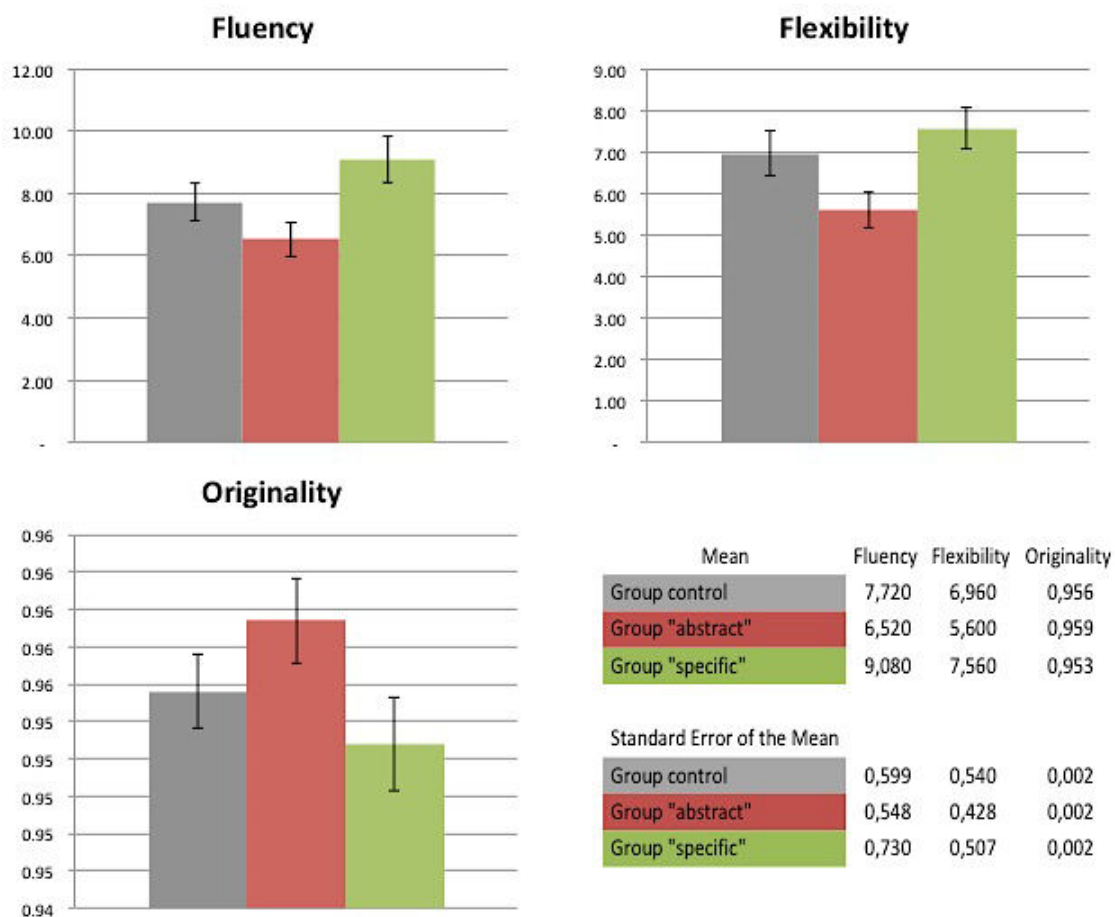 Fluency
12.00
10.00
8.00
6.00
4.00
2.00
-
Flexibility
9.00
8.00
7.00
6.00
5.00
4.00
3.00
2.00
1.00
-
Originality
0.96
0.96
0.96
0.96
0.96
0.95
0.95
0.95
0.95
0.95
0.94
Mean Fluency Flexibility Originality
Group control 7,720 6,960 0,956
Group "abstract" 6,520 5,600 0,959
Group "specific" 9,080 7,560 0,953
Standard Error of the Mean
Group control 0,599 0,540 0,002
Group "abstract" 0,548 0,428 0,002
Group "specific" 0,730 0,507 0,002